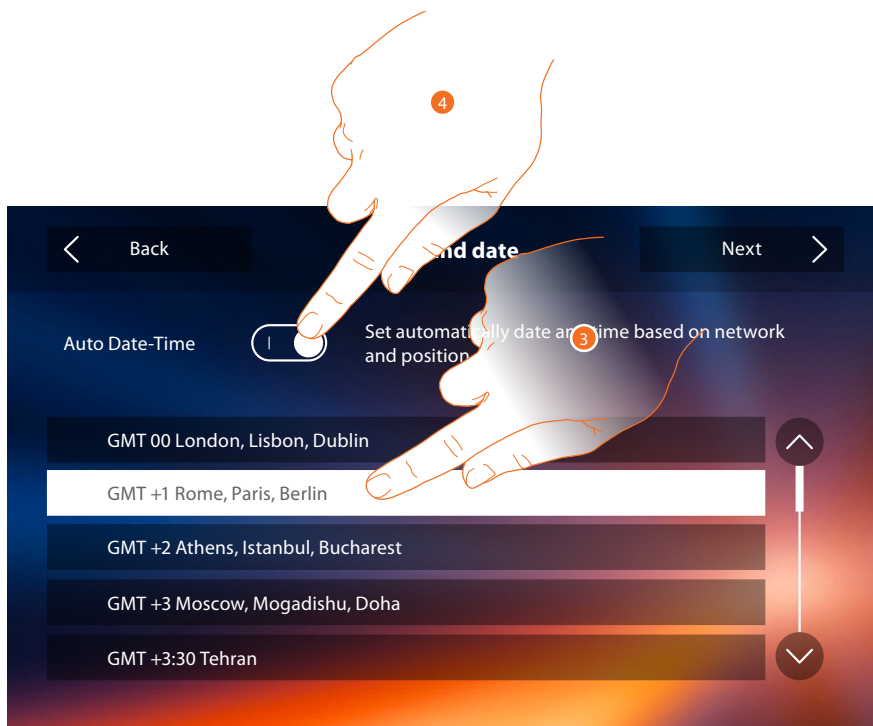 4
Back
nd date
Next
Auto Date-Time
Set automatically date and time based on network
and position
3
GMT 00 London, Lisbon, Dublin
GMT +1 Rome, Paris, Berlin
GMT +2 Athens, Istanbul, Bucharest
GMT +3 Moscow, Mogadishu, Doha
GMT +3:30 Tehran